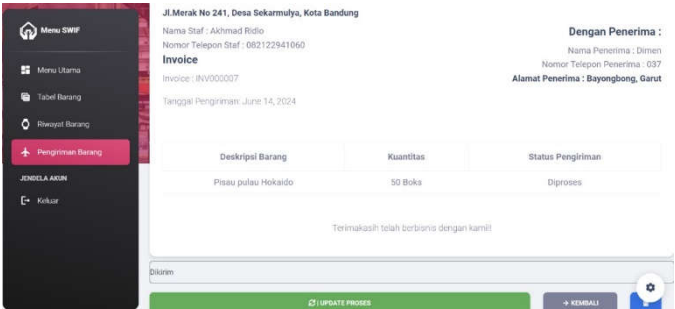 Menu SWIF
Menu Utama
Tabel Barang
Riwayat Barang
Pengiriman Barang
JENDELA AKUN
Keluar
Jl.Merak No 241, Desa Sekarmulya, Kota Bandung
Nama Staf : Akhmad Ridlo
Nomor Telepon Staf : 082122941060
Invoice
Invoice : INV000007
Tanggal Pengiriman: June 14, 2024
Dengan Penerima :
Nama Penerima : Dimen
Nomor Telepon Penerima : 037
Alamat Penerima : Bayongbong, Garut
Deskripsi Barang Kuantitas Status Pengiriman
Pisau pulau Hokaido 50 Boks Diproses
Terimakasih telah berbisnis dengan kami!!
Dikirim
| UPDATE PROSES
KEMBALI